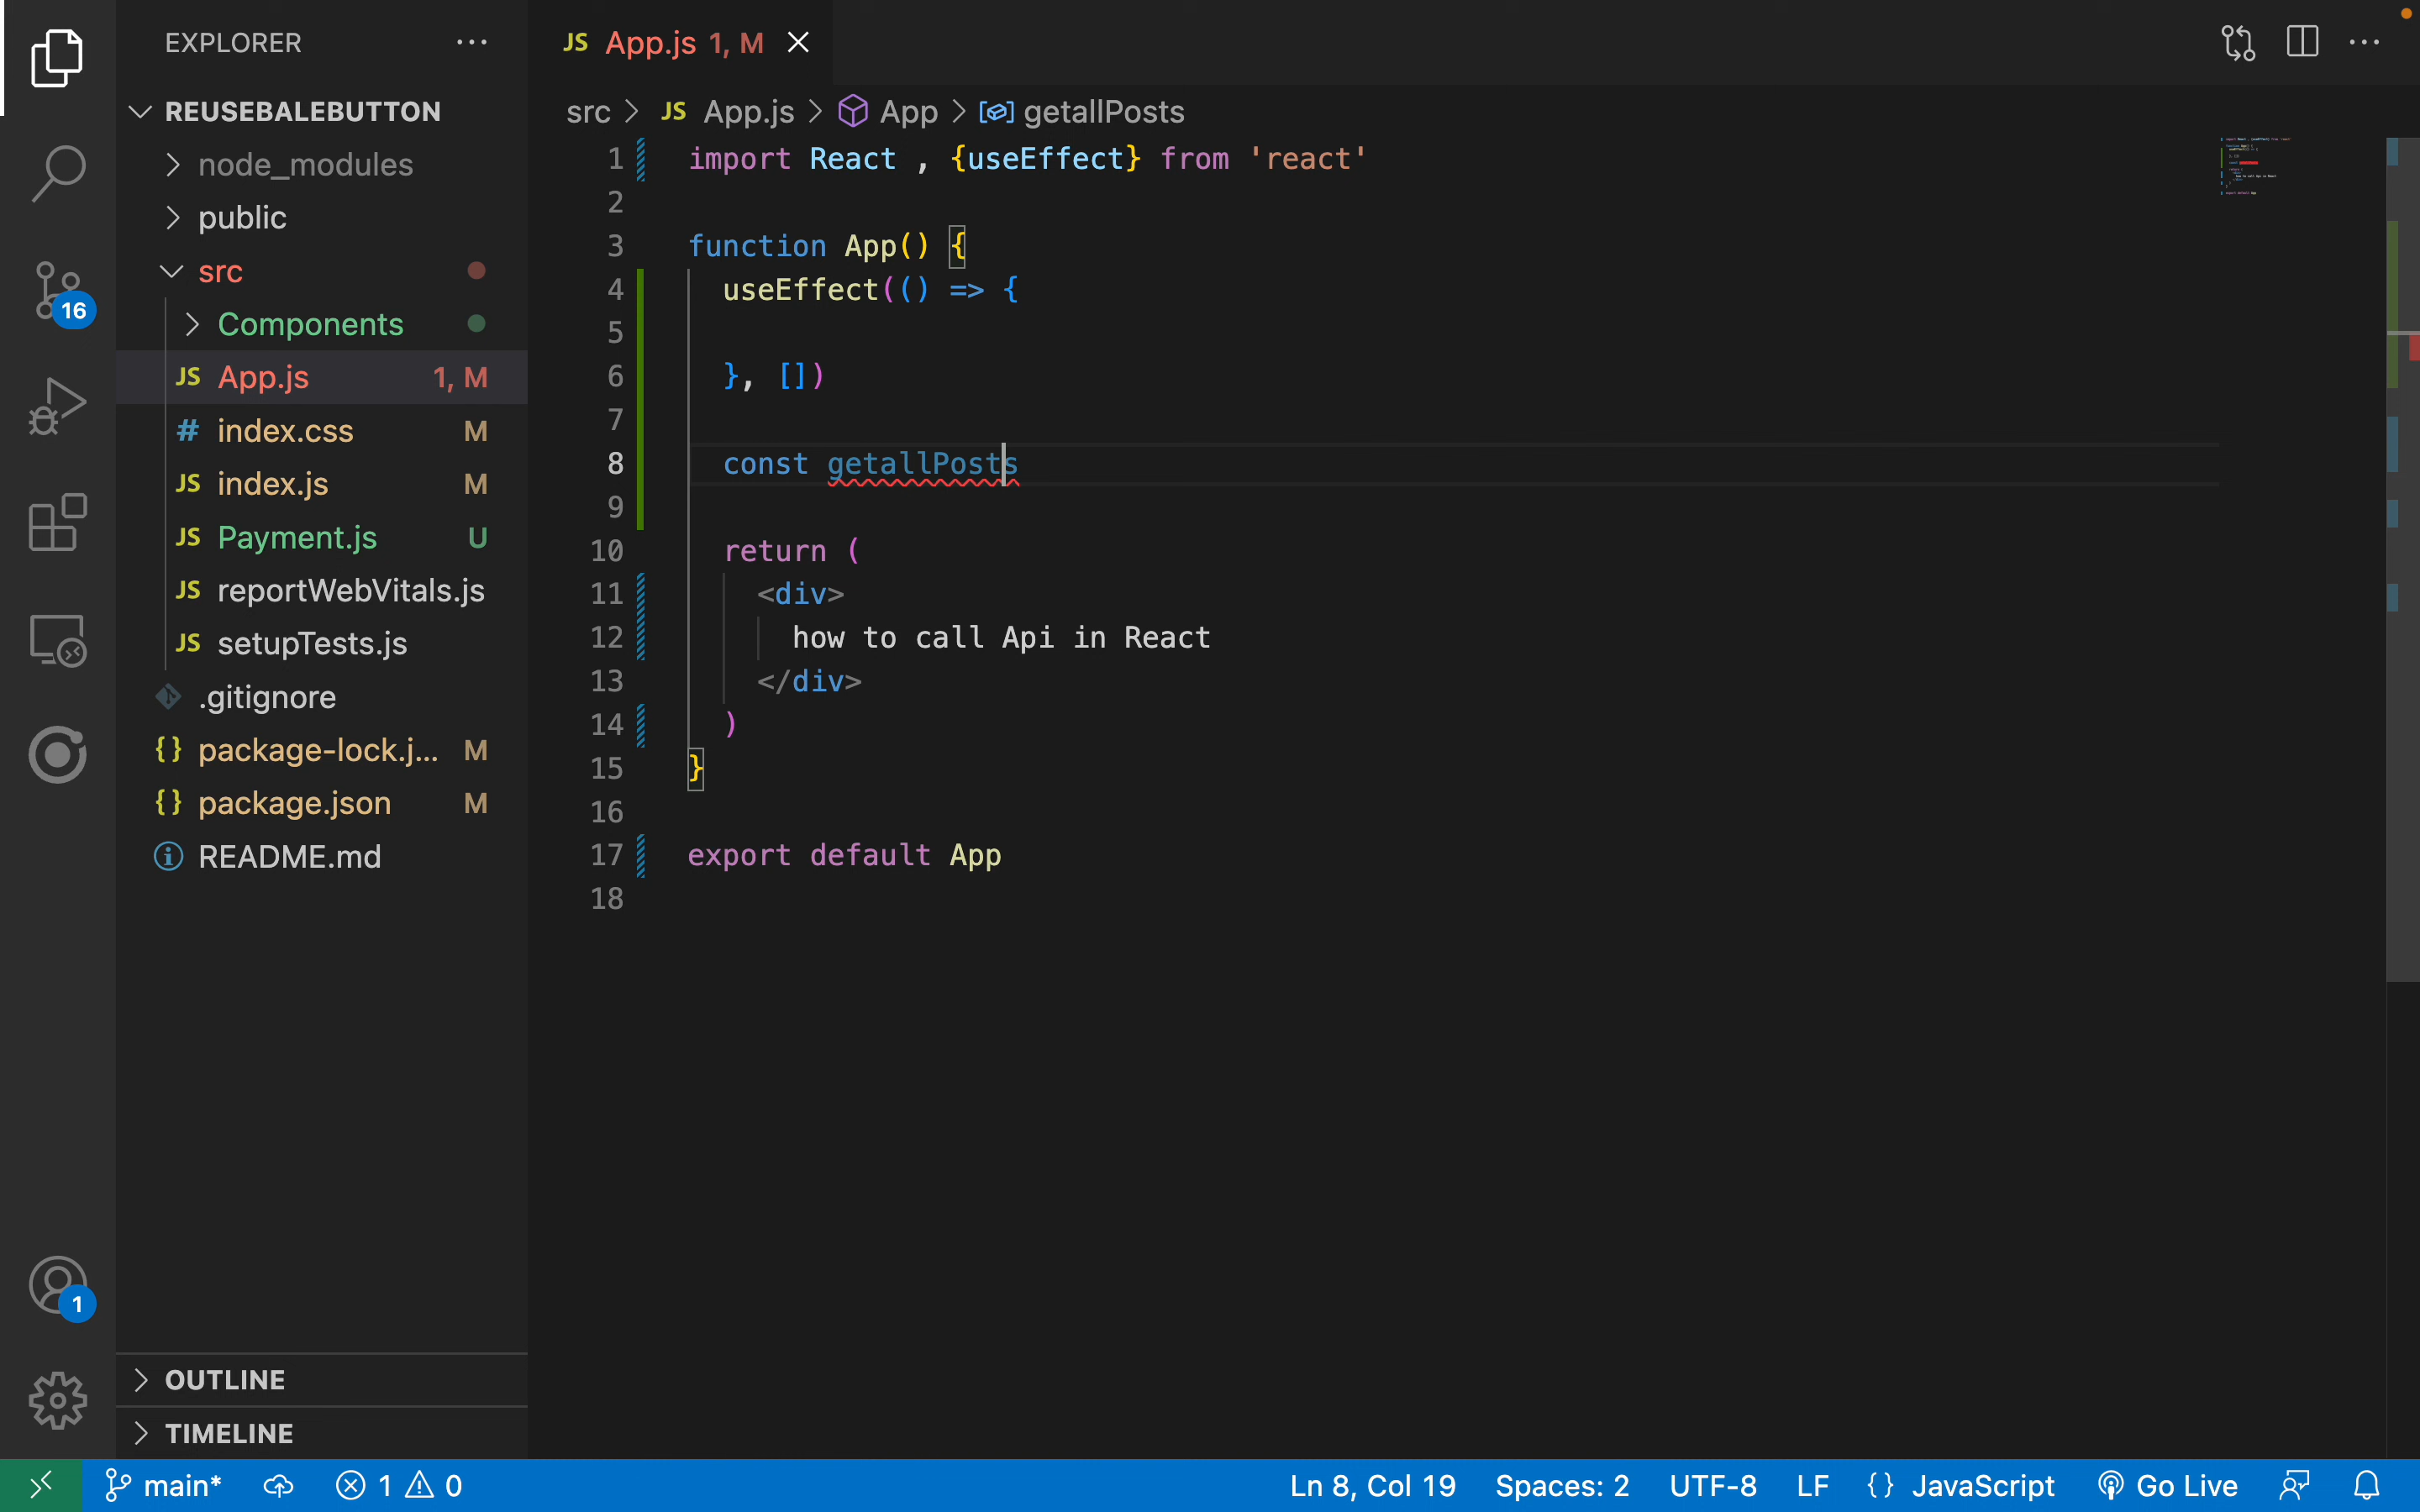 EXPLORER
REUSEBALEBUTTON
node_modules
public
src
Components
JS App.js 1, M
# index.css M
JS index.js M
JS Payment.js U
JS reportWebVitals.js
JS setupTests.js
.gitignore
{} package-lock.j... M
{} package.json M
README.md
OUTLINE
TIMELINE
16
1
JS App.js 1, M
src > JS App.js > App > getallPosts
1 import React , {useEffect} from 'react'
2
3 function App() {
4 useEffect(() => {
5
6 }, [])
7
8 const getallPosts
9
10 return (
11 <div>
12 how to call Api in React
13 </div>
14 )
15 }
16
17 export default App
18
main* 1 0 Ln 8, Col 19 Spaces: 2 UTF-8 LF {} JavaScript Go Live